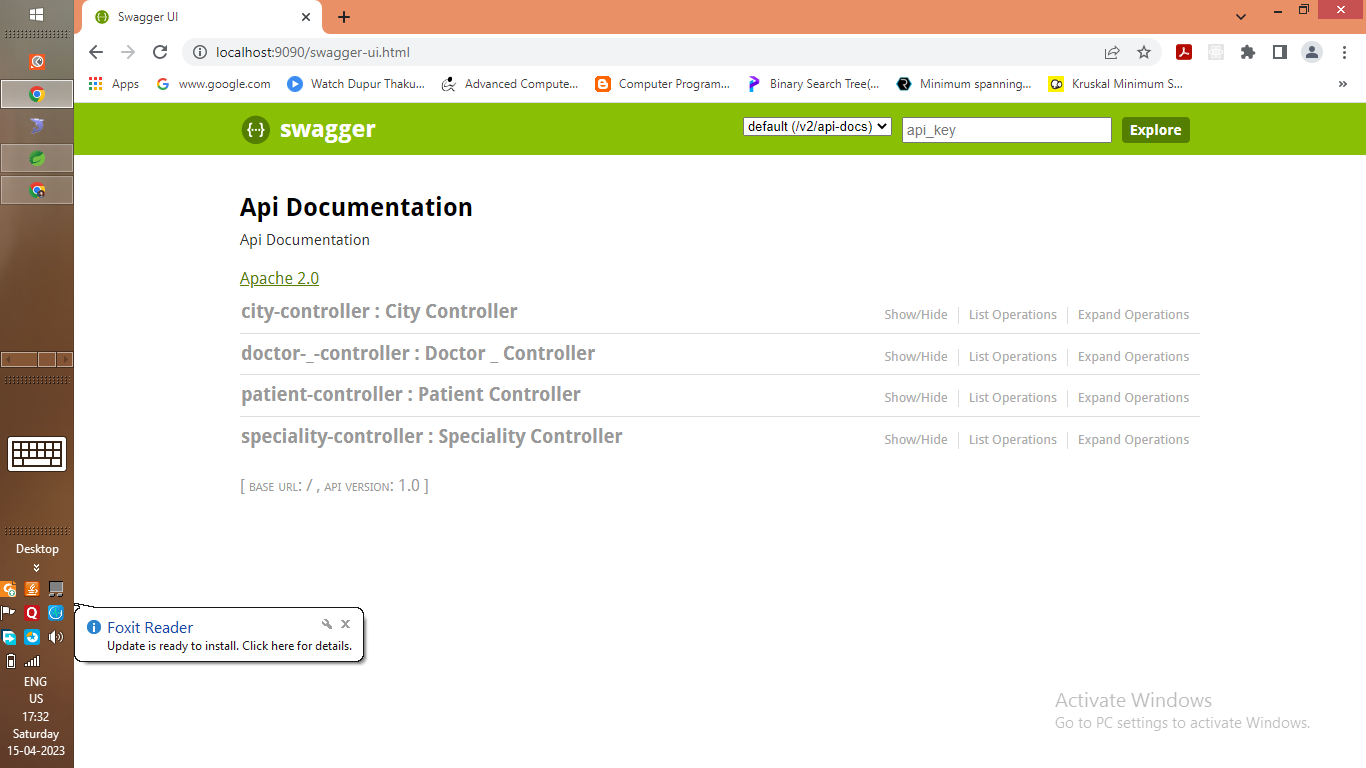 Swagger UI
localhost:9090/swagger-ui.html
Apps
www.google.com
Watch Dupur Thaku...
Advanced Compute...
Computer Program...
Binary Search Tree(...
Minimum spanning...
Kruskal Minimum S...
»
{···} swagger
default (/v2/api-docs)
api_key
Explore
Api Documentation
Api Documentation
Apache 2.0
city-controller : City Controller
Show/Hide
List Operations
Expand Operations
doctor-_-controller : Doctor _ Controller
Show/Hide
List Operations
Expand Operations
patient-controller : Patient Controller
Show/Hide
List Operations
Expand Operations
speciality-controller : Speciality Controller
Show/Hide
List Operations
Expand Operations
[ BASE URL: / , API VERSION: 1.0 ]
Desktop
Foxit Reader
Update is ready to install. Click here for details.
ENG
US
17:32
Saturday
15-04-2023
Activate Windows
Go to PC settings to activate Windows.